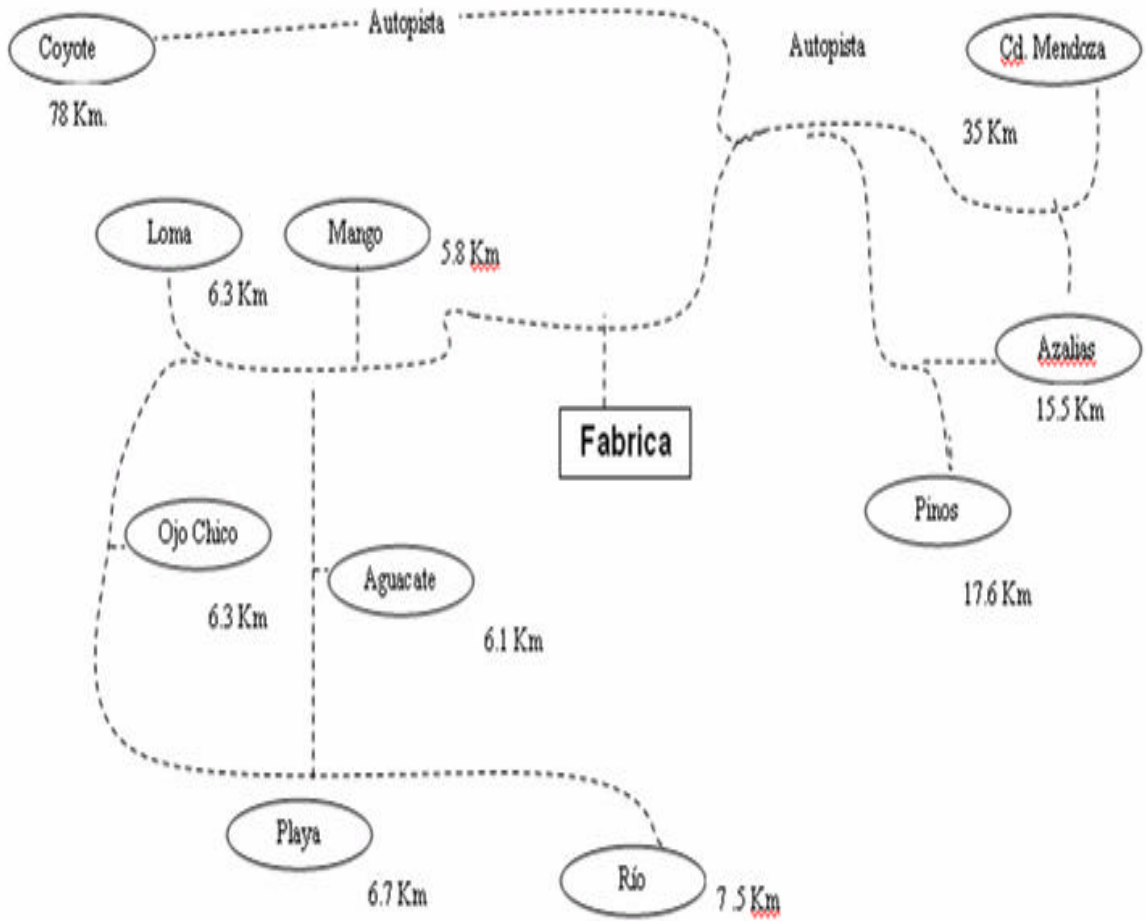 Coyote
78 Km.
Autopista
Autopista
Cd. Mendoza
35 Km
Loma
6.3 Km
Mango
5.8 Km
Azalias
15.5 Km
Fabrica
Pinos
17.6 Km
Ojo Chico
6.3 Km
Aguacate
6.1 Km
Playa
6.7 Km
Río
7.5 Km